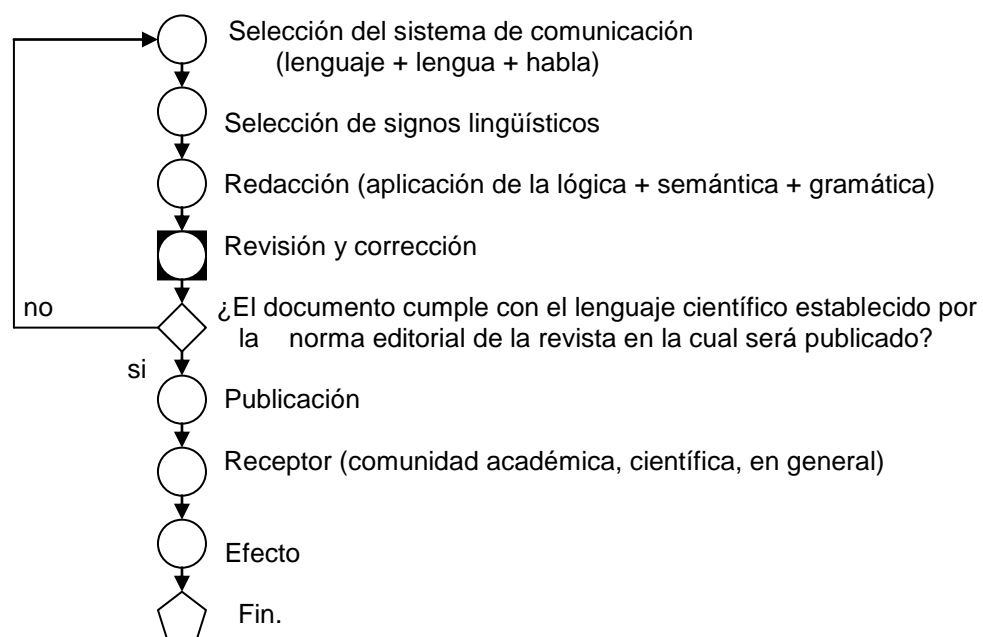 Selección del sistema de comunicación
(lenguaje + lengua + habla)
Selección de signos lingüísticos
Redacción (aplicación de la lógica + semántica + gramática)
Revisión y corrección
no
¿El documento cumple con el lenguaje científico establecido por
la norma editorial de la revista en la cual será publicado?
si
Publicación
Receptor (comunidad académica, científica, en general)
Efecto
Fin.